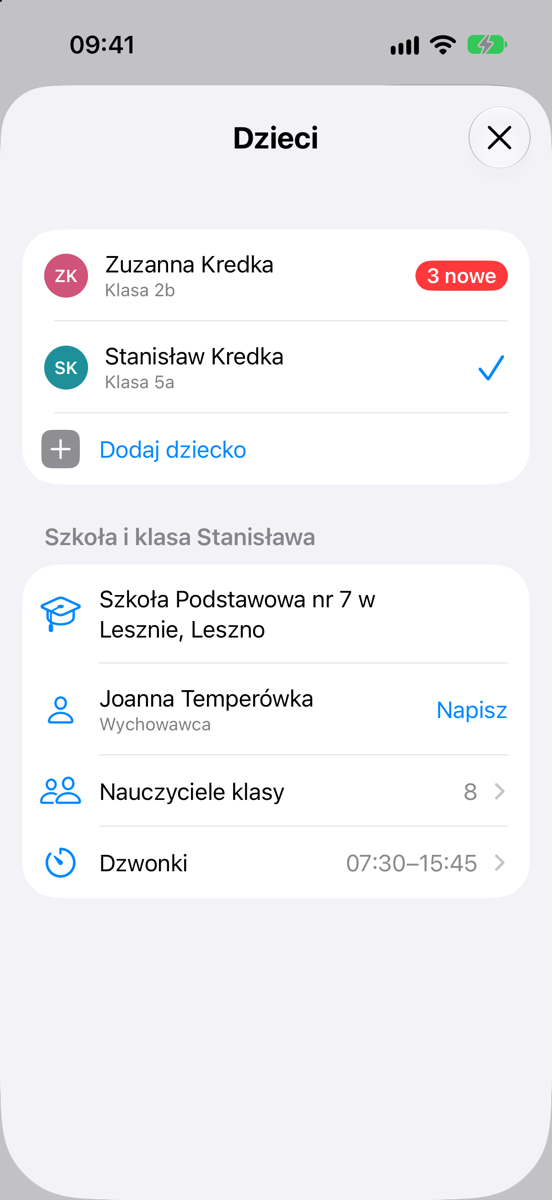 09:41
Dzieci
ZK
Zuzanna Kredka
Klasa 2b
3 nowe
SK
Stanisław Kredka
Klasa 5a
Dodaj dziecko
Szkoła i klasa Stanisława
Szkoła Podstawowa nr 7 w
Lesznie, Leszno
Joanna Temperówka
Wychowawca
Napisz
Nauczyciele klasy
8
Dzwonki
07:30–15:45